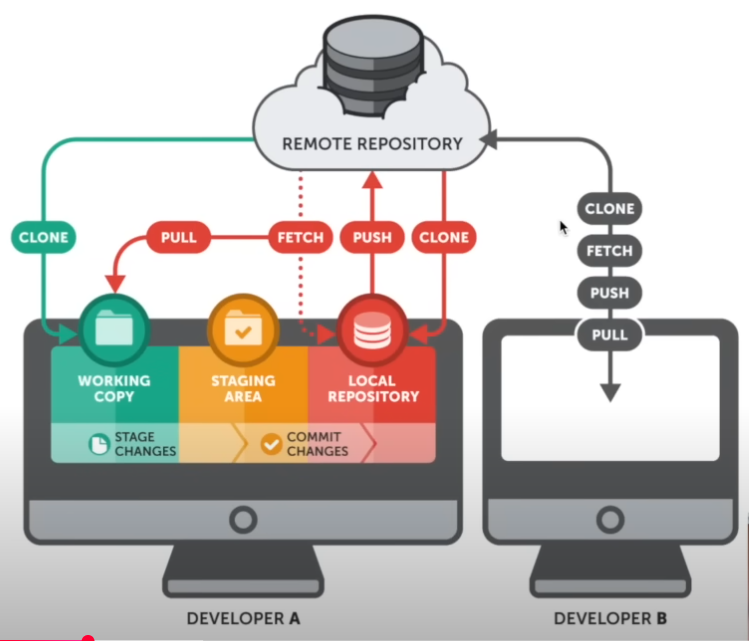 REMOTE REPOSITORY
CLONE
PULL
FETCH
PUSH
CLONE
CLONE
FETCH
PUSH
PULL
WORKING
COPY
STAGING
AREA
LOCAL
REPOSITORY
STAGE
CHANGES
COMMIT
CHANGES
DEVELOPER A
DEVELOPER B